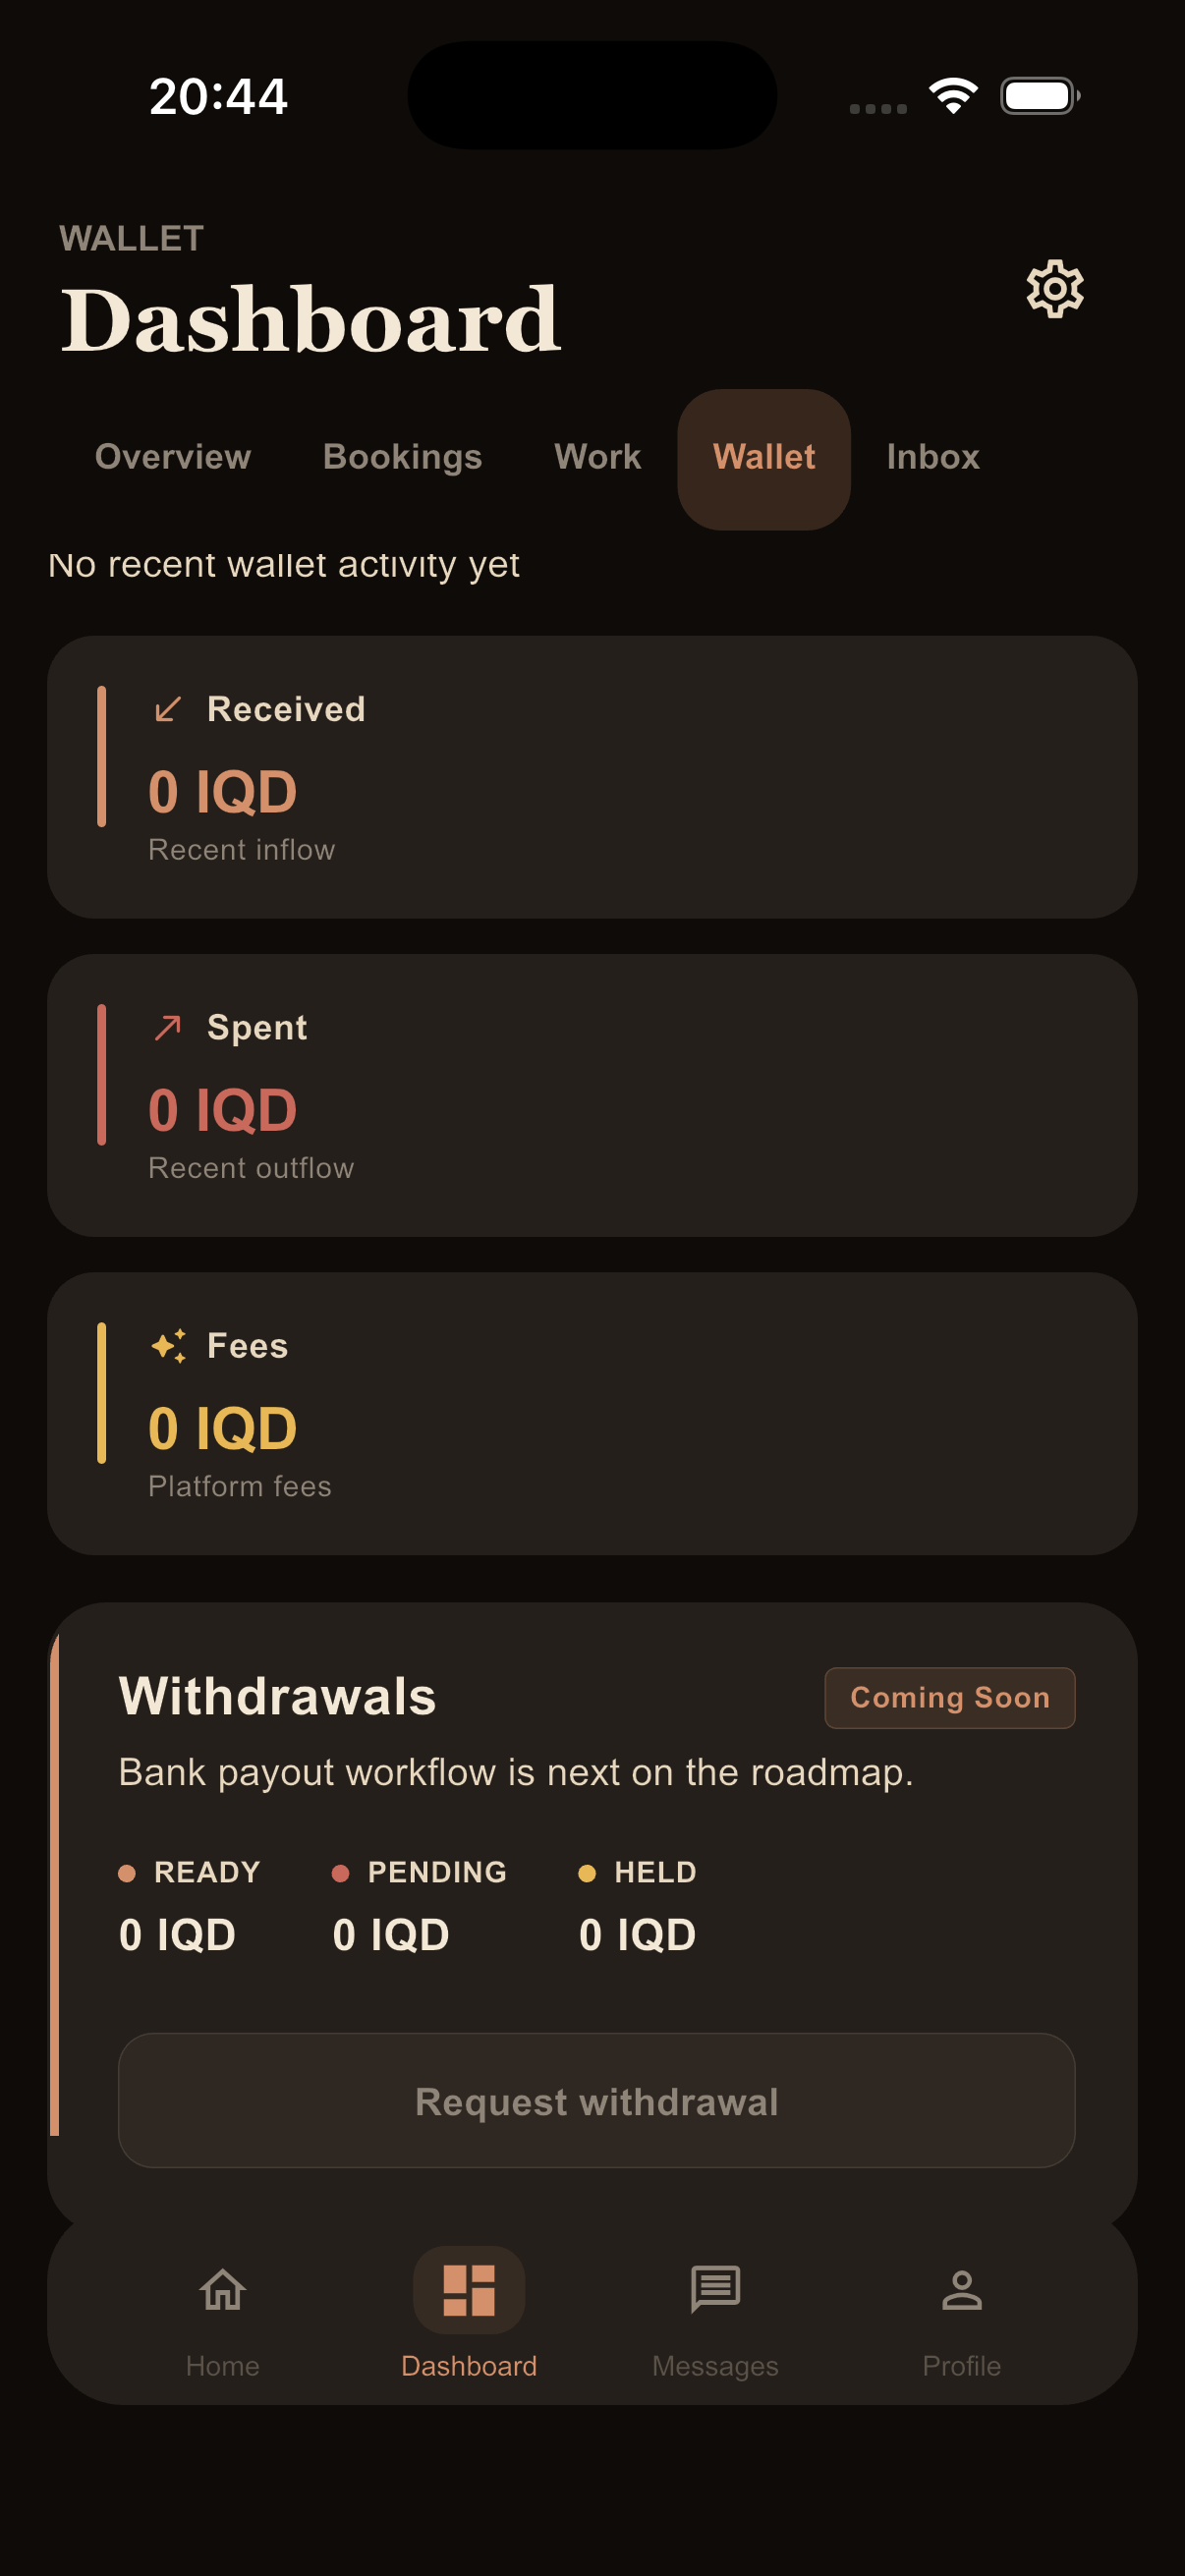 20:44
WALLET
Dashboard
Overview Bookings Work Wallet Inbox
No recent wallet activity yet
Received
0 IQD
Recent inflow
Spent
0 IQD
Recent outflow
Fees
0 IQD
Platform fees
Withdrawals Coming Soon
Bank payout workflow is next on the roadmap.
READY PENDING HELD
0 IQD 0 IQD 0 IQD
Request withdrawal
Home Dashboard Messages Profile